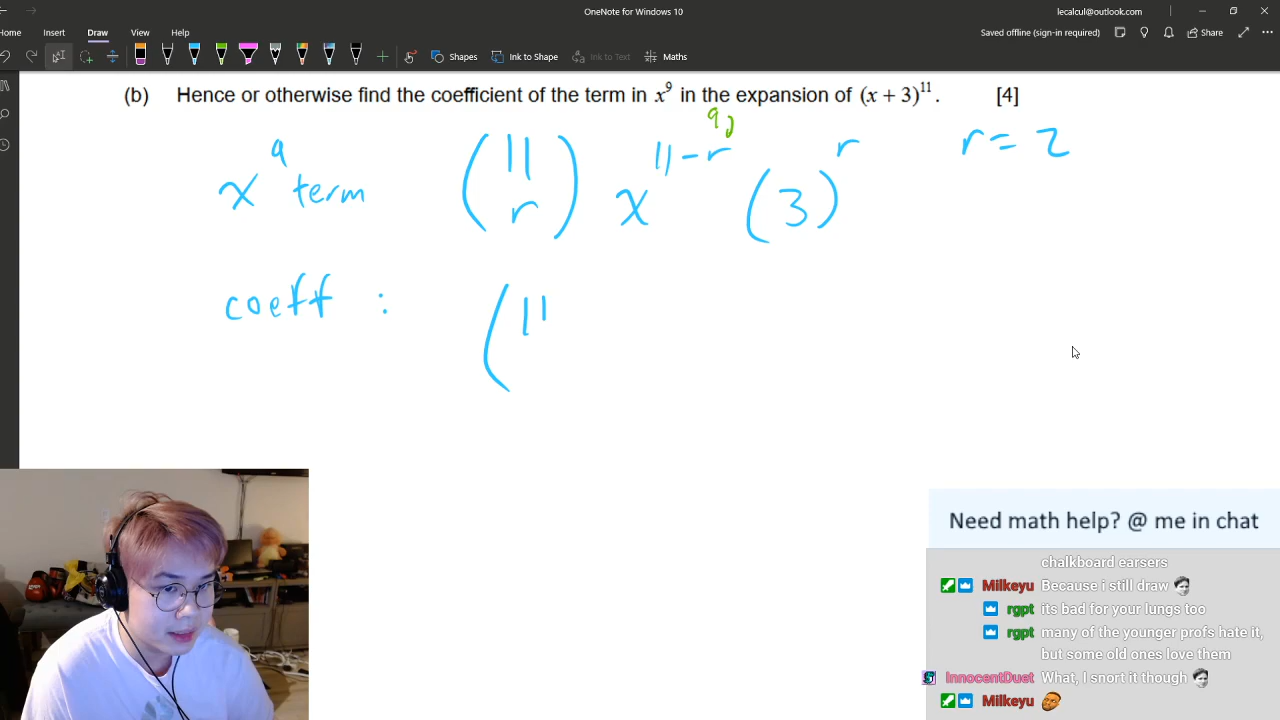 OneNote for Windows 10
lecalcul@outlook.com
Home Insert Draw View Help
Saved offline (sign-in required)
Share
Shapes Ink to Shape Ink to Text Maths
(b) Hence or otherwise find the coefficient of the term in x⁹ in the expansion of (x + 3)¹¹. [4]
9
x⁹ term (11 r) x^(11-r) (3)^r r = 2
coeff : (11
Need math help? @ me in chat
chalkboard earsers
Milkeyu Because i still draw
rgpt its bad for your lungs too
rgpt many of the younger profs hate it,
but some old ones love them
InnocentDuet What, I snort it though
Milkeyu